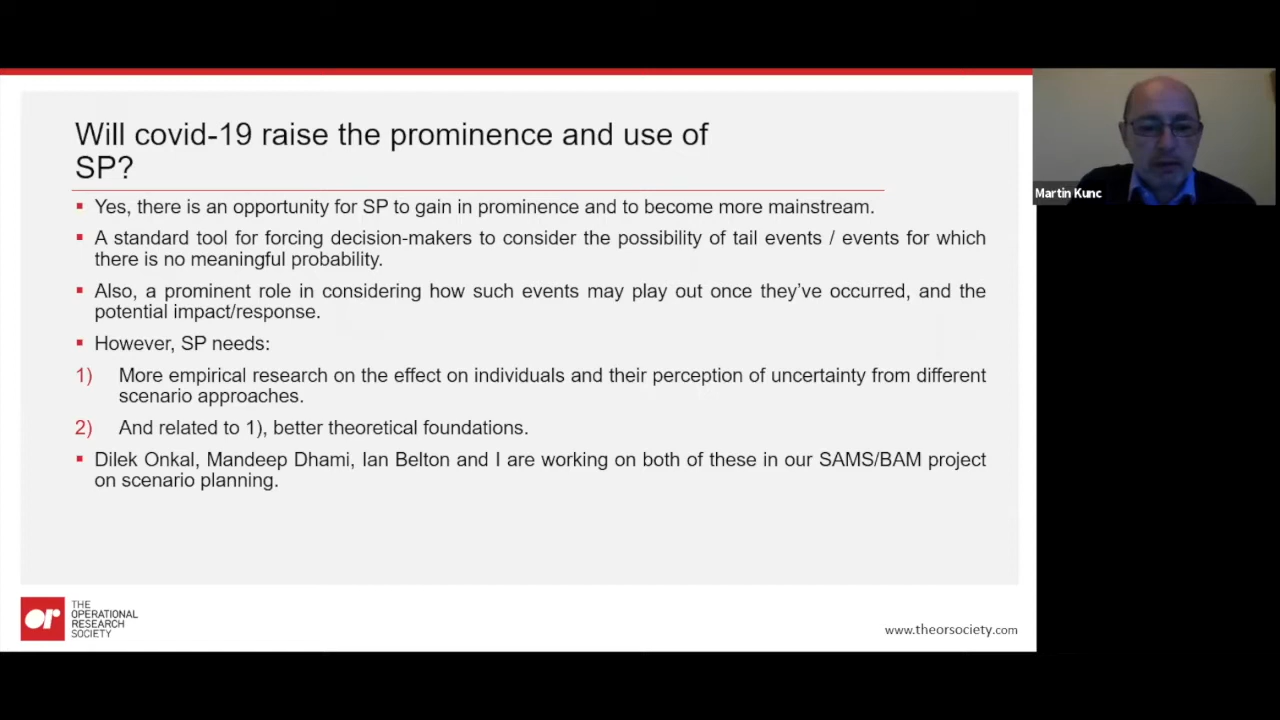 Will covid-19 raise the prominence and use of
SP?
Yes, there is an opportunity for SP to gain in prominence and to become more mainstream.
A standard tool for forcing decision-makers to consider the possibility of tail events / events for which
there is no meaningful probability.
Also, a prominent role in considering how such events may play out once they've occurred, and the
potential impact/response.
However, SP needs:
1) More empirical research on the effect on individuals and their perception of uncertainty from different
scenario approaches.
2) And related to 1), better theoretical foundations.
Dilek Onkal, Mandeep Dhami, Ian Belton and I are working on both of these in our SAMS/BAM project
on scenario planning.
Martin Kunc
or
THE
OPERATIONAL
RESEARCH
SOCIETY
www.theorsociety.com